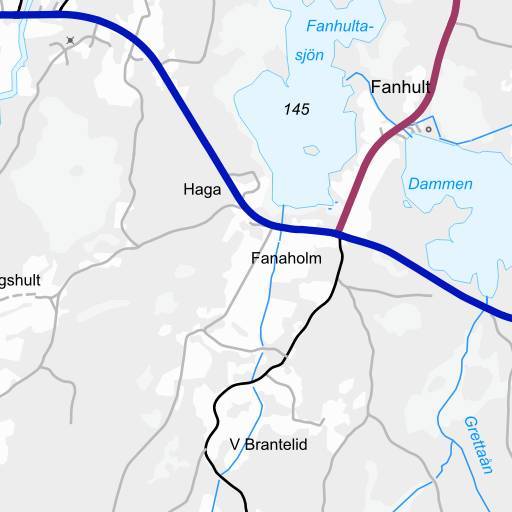 Fanhulta-
sjön
Fanhult
145
Dammen
Haga
Fanaholm
gshult
V Brantelid
Grettaån